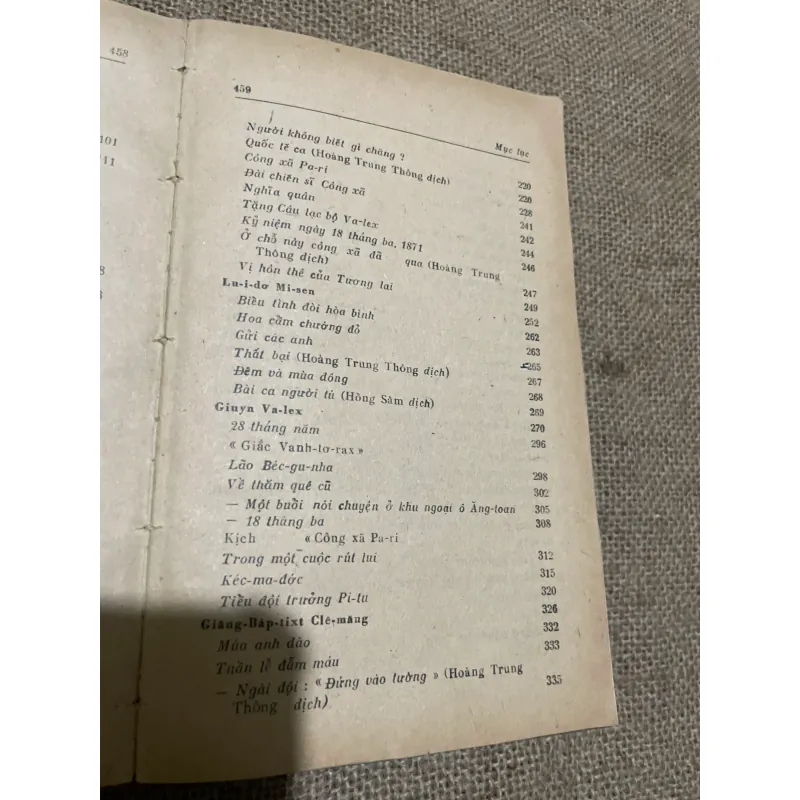 458
101
459
Mục lục
Người không biết gì chăng ?
Quốc tế ca (Hoàng Trung Thông dịch) 220
Công xã Pa-ri 220
Đài chiến sĩ Công xã 228
Nghĩa quân 241
Tặng Câu lạc bộ Va-lex 242
Kỷ niệm ngày 18 tháng ba, 1871 244
Ở chỗ này công xã đã qua (Hoàng Trung 246
Thông dịch)
Vị hôn thê của Tương lai 247
Lu-i-dơ Mi-sen 249
Biểu tình đòi hòa bình 252
Hoa cẩm chướng đỏ 262
Gửi các anh 263
Thất bại (Hoàng Trung Thông dịch) 265
Đêm và mùa đông 267
Bài ca người tù (Hồng Sâm dịch) 268
Giuyn Va-lex 269
28 tháng năm 270
« Giấc Vanh-tơ-rax » 296
Lão Béc-gu-nha 298
Về thăm quê cũ 302
— Một buổi nói chuyện ở khu ngoại ô Ăng-toan 305
— 18 tháng ba 308
Kịch « Công xã Pa-ri
Trong một cuộc rút lui 312
Kéc-ma-đớc 315
Tiểu đội trưởng Pi-tu 320
Giăng-Báp-tixt Clê-măng 326
Mùa anh đào 332
Tuần lễ đẫm máu 333
— Ngài đội : « Đứng vào tường » (Hoàng Trung 335
Thông dịch)